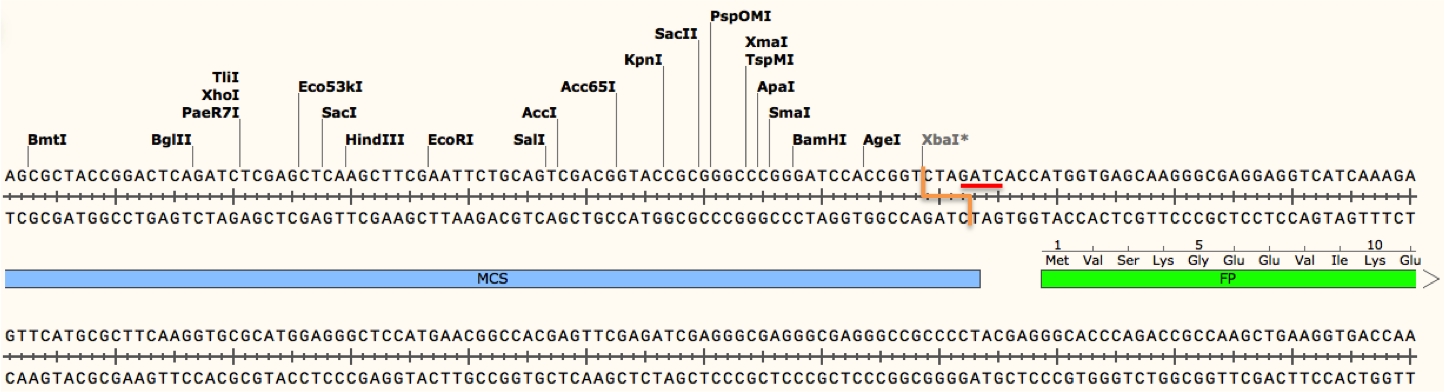 PspOMI
SacII
XmaI
KpnI
TspMI
TliI
XhoI
Eco53kI
Acc65I
ApaI
PaeR7I
SacI
AccI
SmaI
BmtI
BglII
HindIII
EcoRI
SalI
BamHI
AgeI
XbaI*
AGCGCTACCGGACTCAGATCTCGAGCTCAAGCTTCGAATTCTGCAGTCGACGGTACCGCGGGCCCGGGATCCACCGGTCTAGATCACCATGGTGAGCAAGGGCGAGGAGGTCATCAAAGA
TCGCGATGGCCTGAGTCTAGAGCTCGAGTTCGAAGCTTAAGACGTCAGCTGCCATGGCGCCCGGGCCCTAGGTGGCCAGATCTAGTGGTACCACTCGTTCCCGCTCCTCCAGTAGTTTCT
1 5 10
Met Val Ser Lys Gly Glu Glu Val Ile Lys Glu
MCS FP
GTTCATGCGCTTCAAGGTGCGCATGGAGGGCTCCATGAACGGCCACGAGTTCGAGATCGAGGGCGAGGGCGAGGGCCGCCCCTACGAGGGCACCCAGACCGCCAAGCTGAAGGTGACCAA
CAAGTACGCGAAGTTCCACGCGTACCTCCCGAGGTACTTGCCGGTGCTCAAGCTCTAGCTCCCGCTCCCGCTCCCGGCGGGGATGCTCCCGTGGGTCTGGCGGTTCGACTTCCACTGGTT